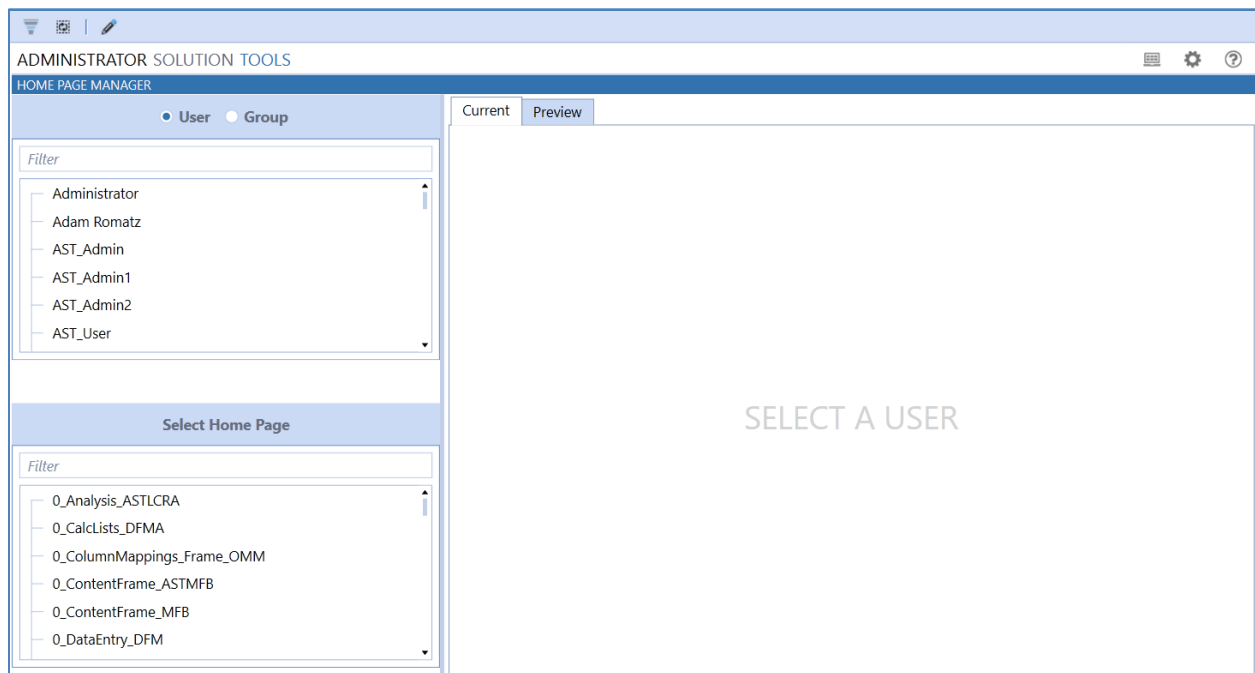 ADMINISTRATOR SOLUTION TOOLS
HOME PAGE MANAGER
User Group
Filter
Administrator
Adam Romatz
AST_Admin
AST_Admin1
AST_Admin2
AST_User
Select Home Page
Filter
0_Analysis_ASTLCRA
0_CalcLists_DFMA
0_ColumnMappings_Frame_OMM
0_ContentFrame_ASTMFB
0_ContentFrame_MFB
0_DataEntry_DFM
Current Preview
SELECT A USER